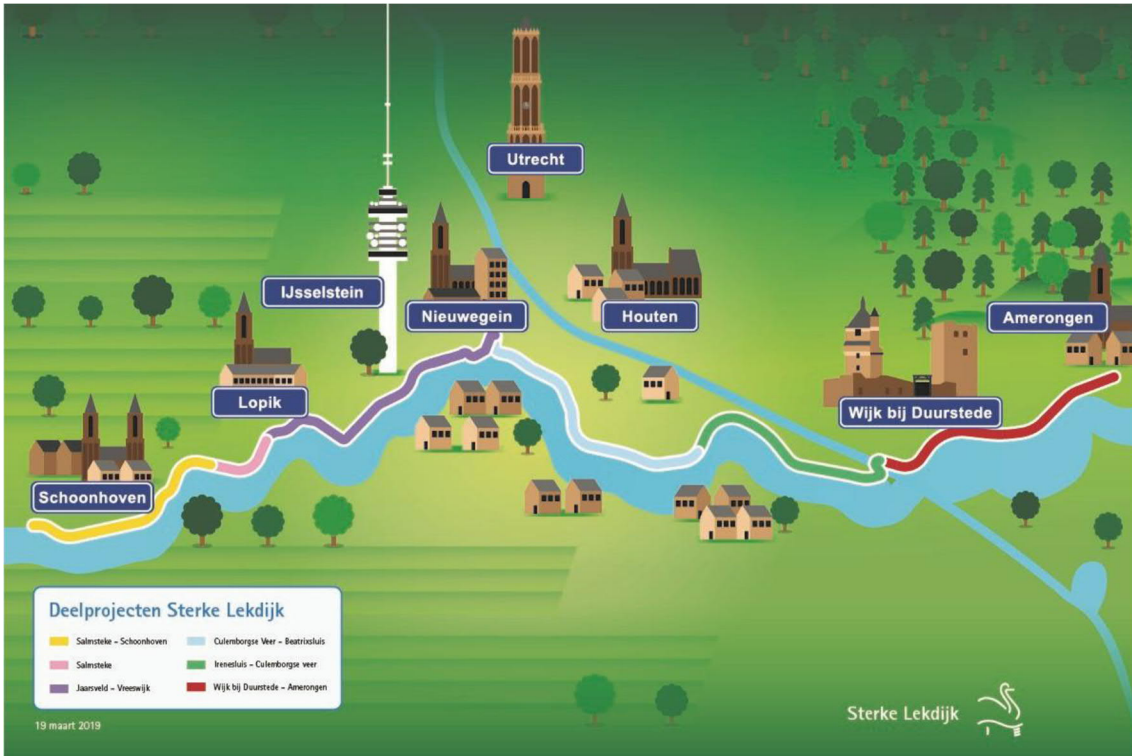 Utrecht
IJsselstein
Nieuwegein
Houten
Amerongen
Lopik
Wijk bij Duurstede
Schoonhoven
Deelprojecten Sterke Lekdijk
Salmsteke - Schoonhoven
Salmsteke
Jaarsveld - Vreeswijk
Culemborgse Veer - Beatrixsluis
Irenesluis - Culemborgse veer
Wijk bij Duurstede - Amerongen
19 maart 2019
Sterke Lekdijk